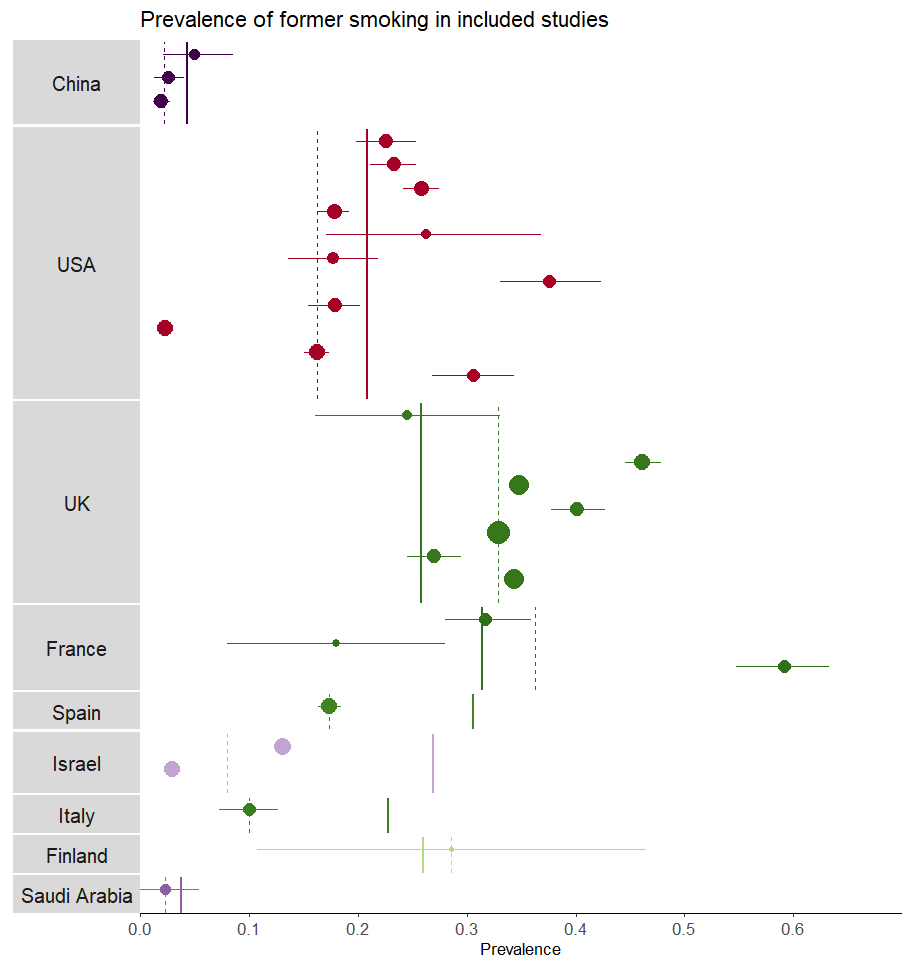 Prevalence of former smoking in included studies
China
USA
UK
France
Spain
Israel
Italy
Finland
Saudi Arabia
0.0 0.1 0.2 0.3 0.4 0.5 0.6
Prevalence